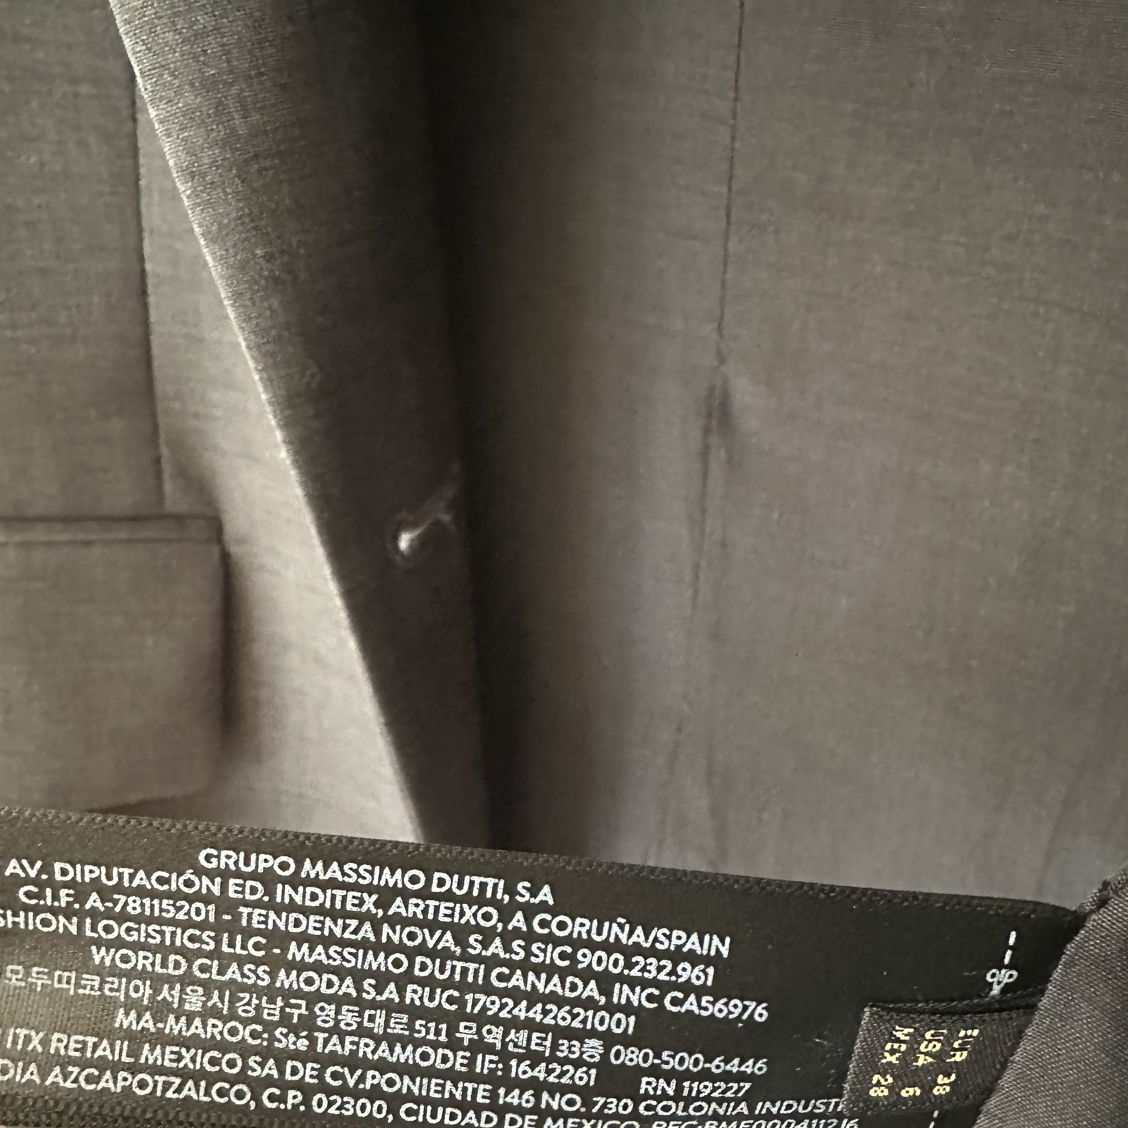 GRUPO MASSIMO DUTTI, S.A
AV. DIPUTACIÓN ED. INDITEX, ARTEIXO, A CORUÑA/SPAIN
C.I.F. A-78115201 - TENDENZA NOVA, S.A.S SIC 900.232.961
LOGISTICS LLC - MASSIMO DUTTI CANADA, INC CA56976
WORLD CLASS MODA S.A RUC 1792442621001
모두띠코리아 서울시 강남구 영동대로 511 무역센터 33층 080-500-6446
MA-MAROC: Sté TAFRAMODE IF: 1642261 RN 119227
ITX RETAIL MEXICO SA DE CV.PONIENTE 146 NO. 730 COLONIA
AZCAPOTZALCO, C.P. 02300, CIUDAD DE MEXICO
EUR 38
USA 6
MEX 28